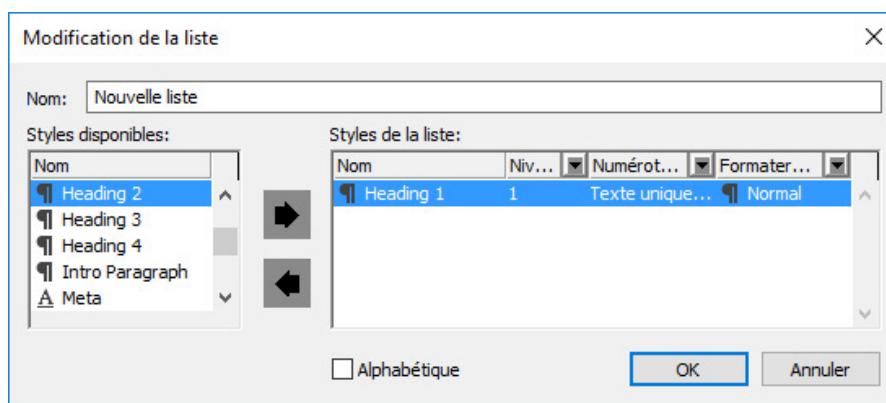 Modification de la liste
Nom: Nouvelle liste
Styles disponibles: Styles de la liste:
Nom Nom Niv... Numérot... Formater...
¶ Heading 2 ¶ Heading 1 1 Texte unique... ¶ Normal
¶ Heading 3
¶ Heading 4
¶ Intro Paragraph
A Meta
Alphabétique OK Annuler